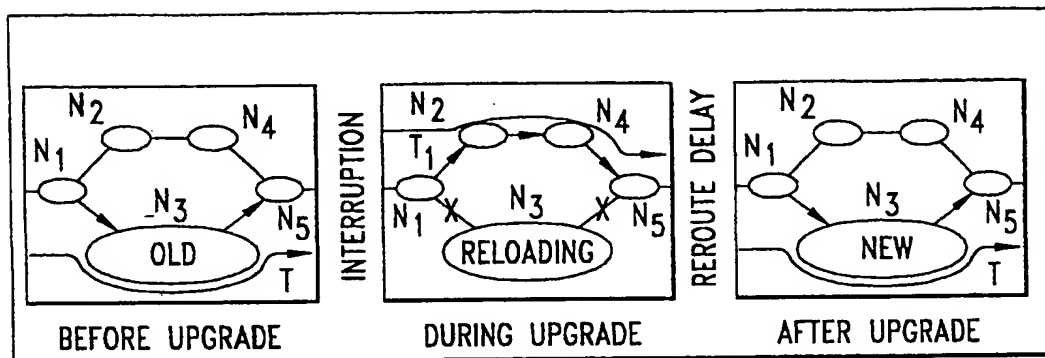 N1
N2
N4
N3
OLD
N5
T
BEFORE UPGRADE
INTERRUPTION
N2
N4
T1
N1
N3
RELOADING
N5
DURING UPGRADE
REROUTE DELAY
N1
N2
N4
N3
NEW
N5
T
AFTER UPGRADE